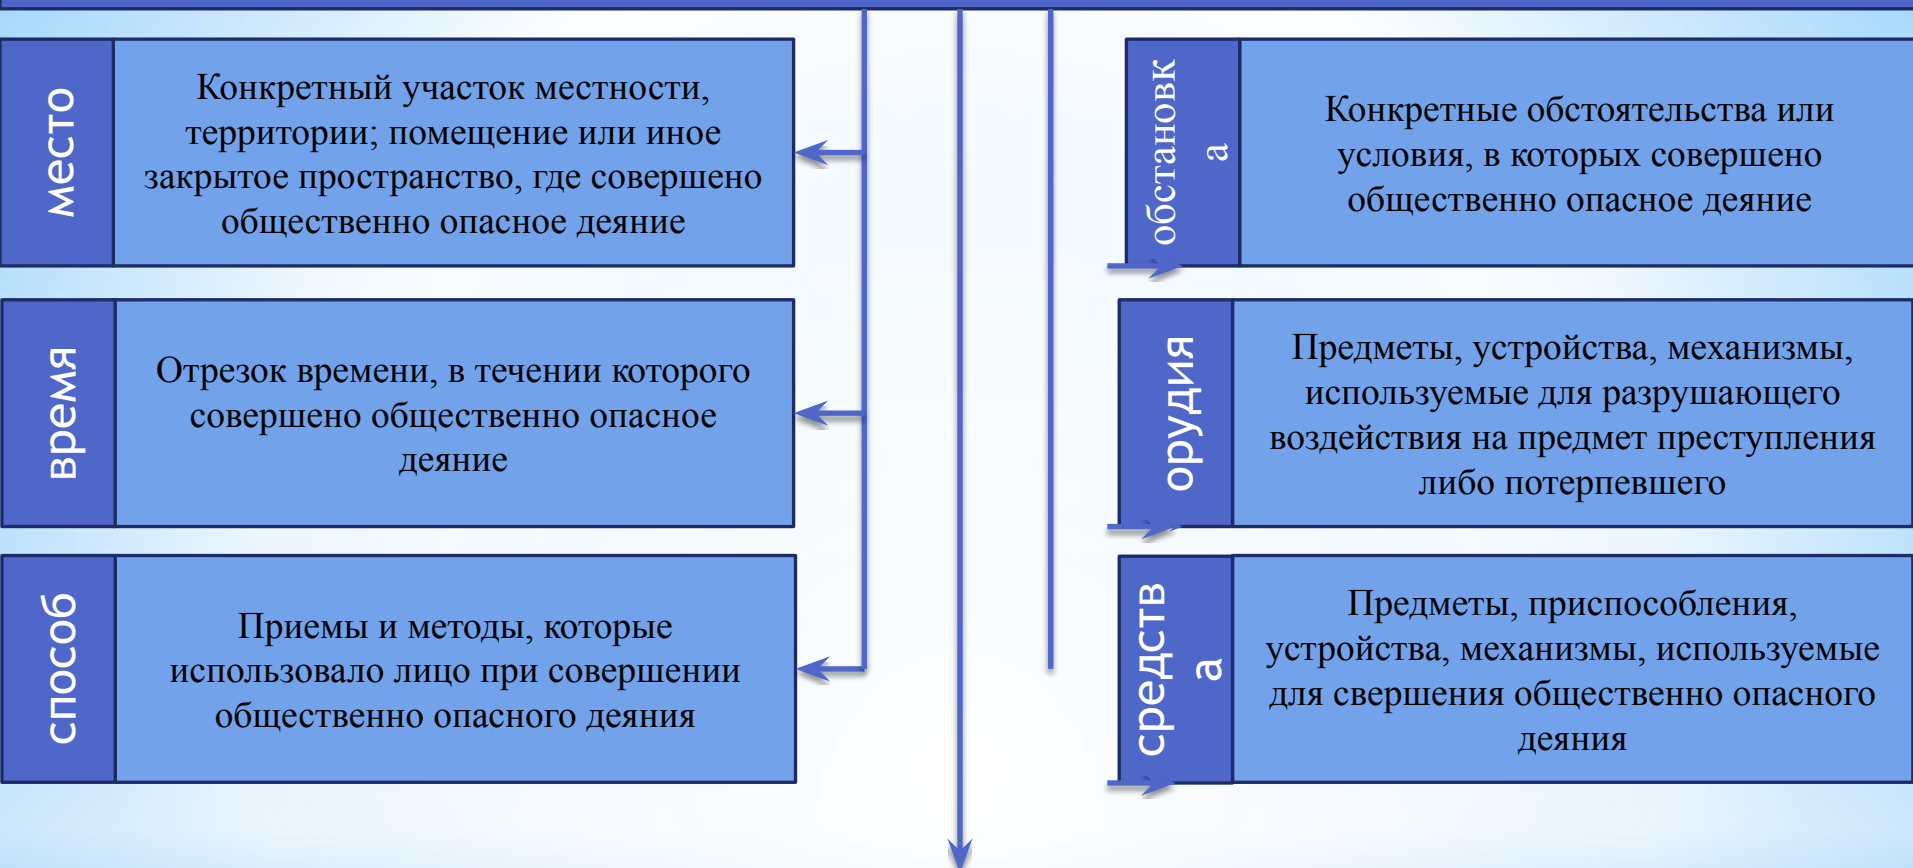 место
Конкретный участок местности,
территории; помещение или иное
закрытое пространство, где совершено
общественно опасное деяние
время
Отрезок времени, в течении которого
совершено общественно опасное
деяние
способ
Приемы и методы, которые
использовало лицо при совершении
общественно опасного деяния
обстановк
а
Конкретные обстоятельства или
условия, в которых совершено
общественно опасное деяние
орудия
Предметы, устройства, механизмы,
используемые для разрушающего
воздействия на предмет преступления
либо потерпевшего
средств
а
Предметы, приспособления,
устройства, механизмы, используемые
для свершения общественно опасного
деяния